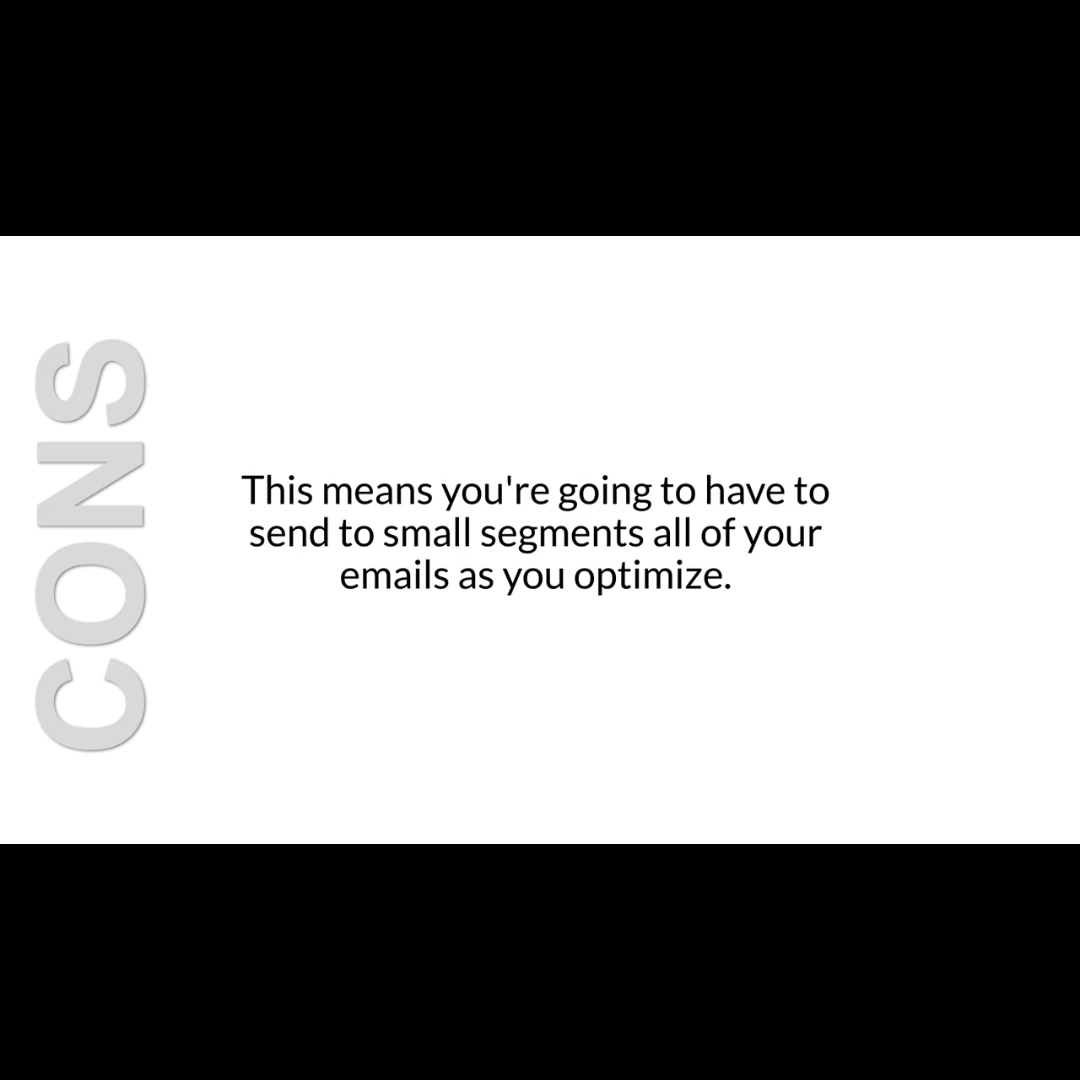 CONS
This means you're going to have to
send to small segments all of your
emails as you optimize.